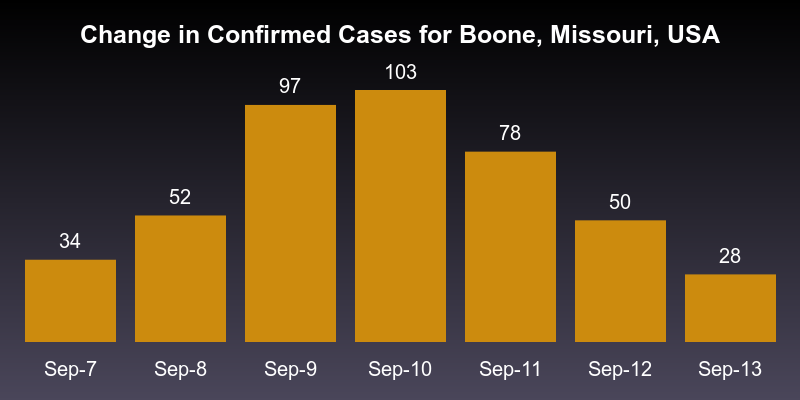 Change in Confirmed Cases for Boone, Missouri, USA
34
52
97
103
78
50
28
Sep-7
Sep-8
Sep-9
Sep-10
Sep-11
Sep-12
Sep-13